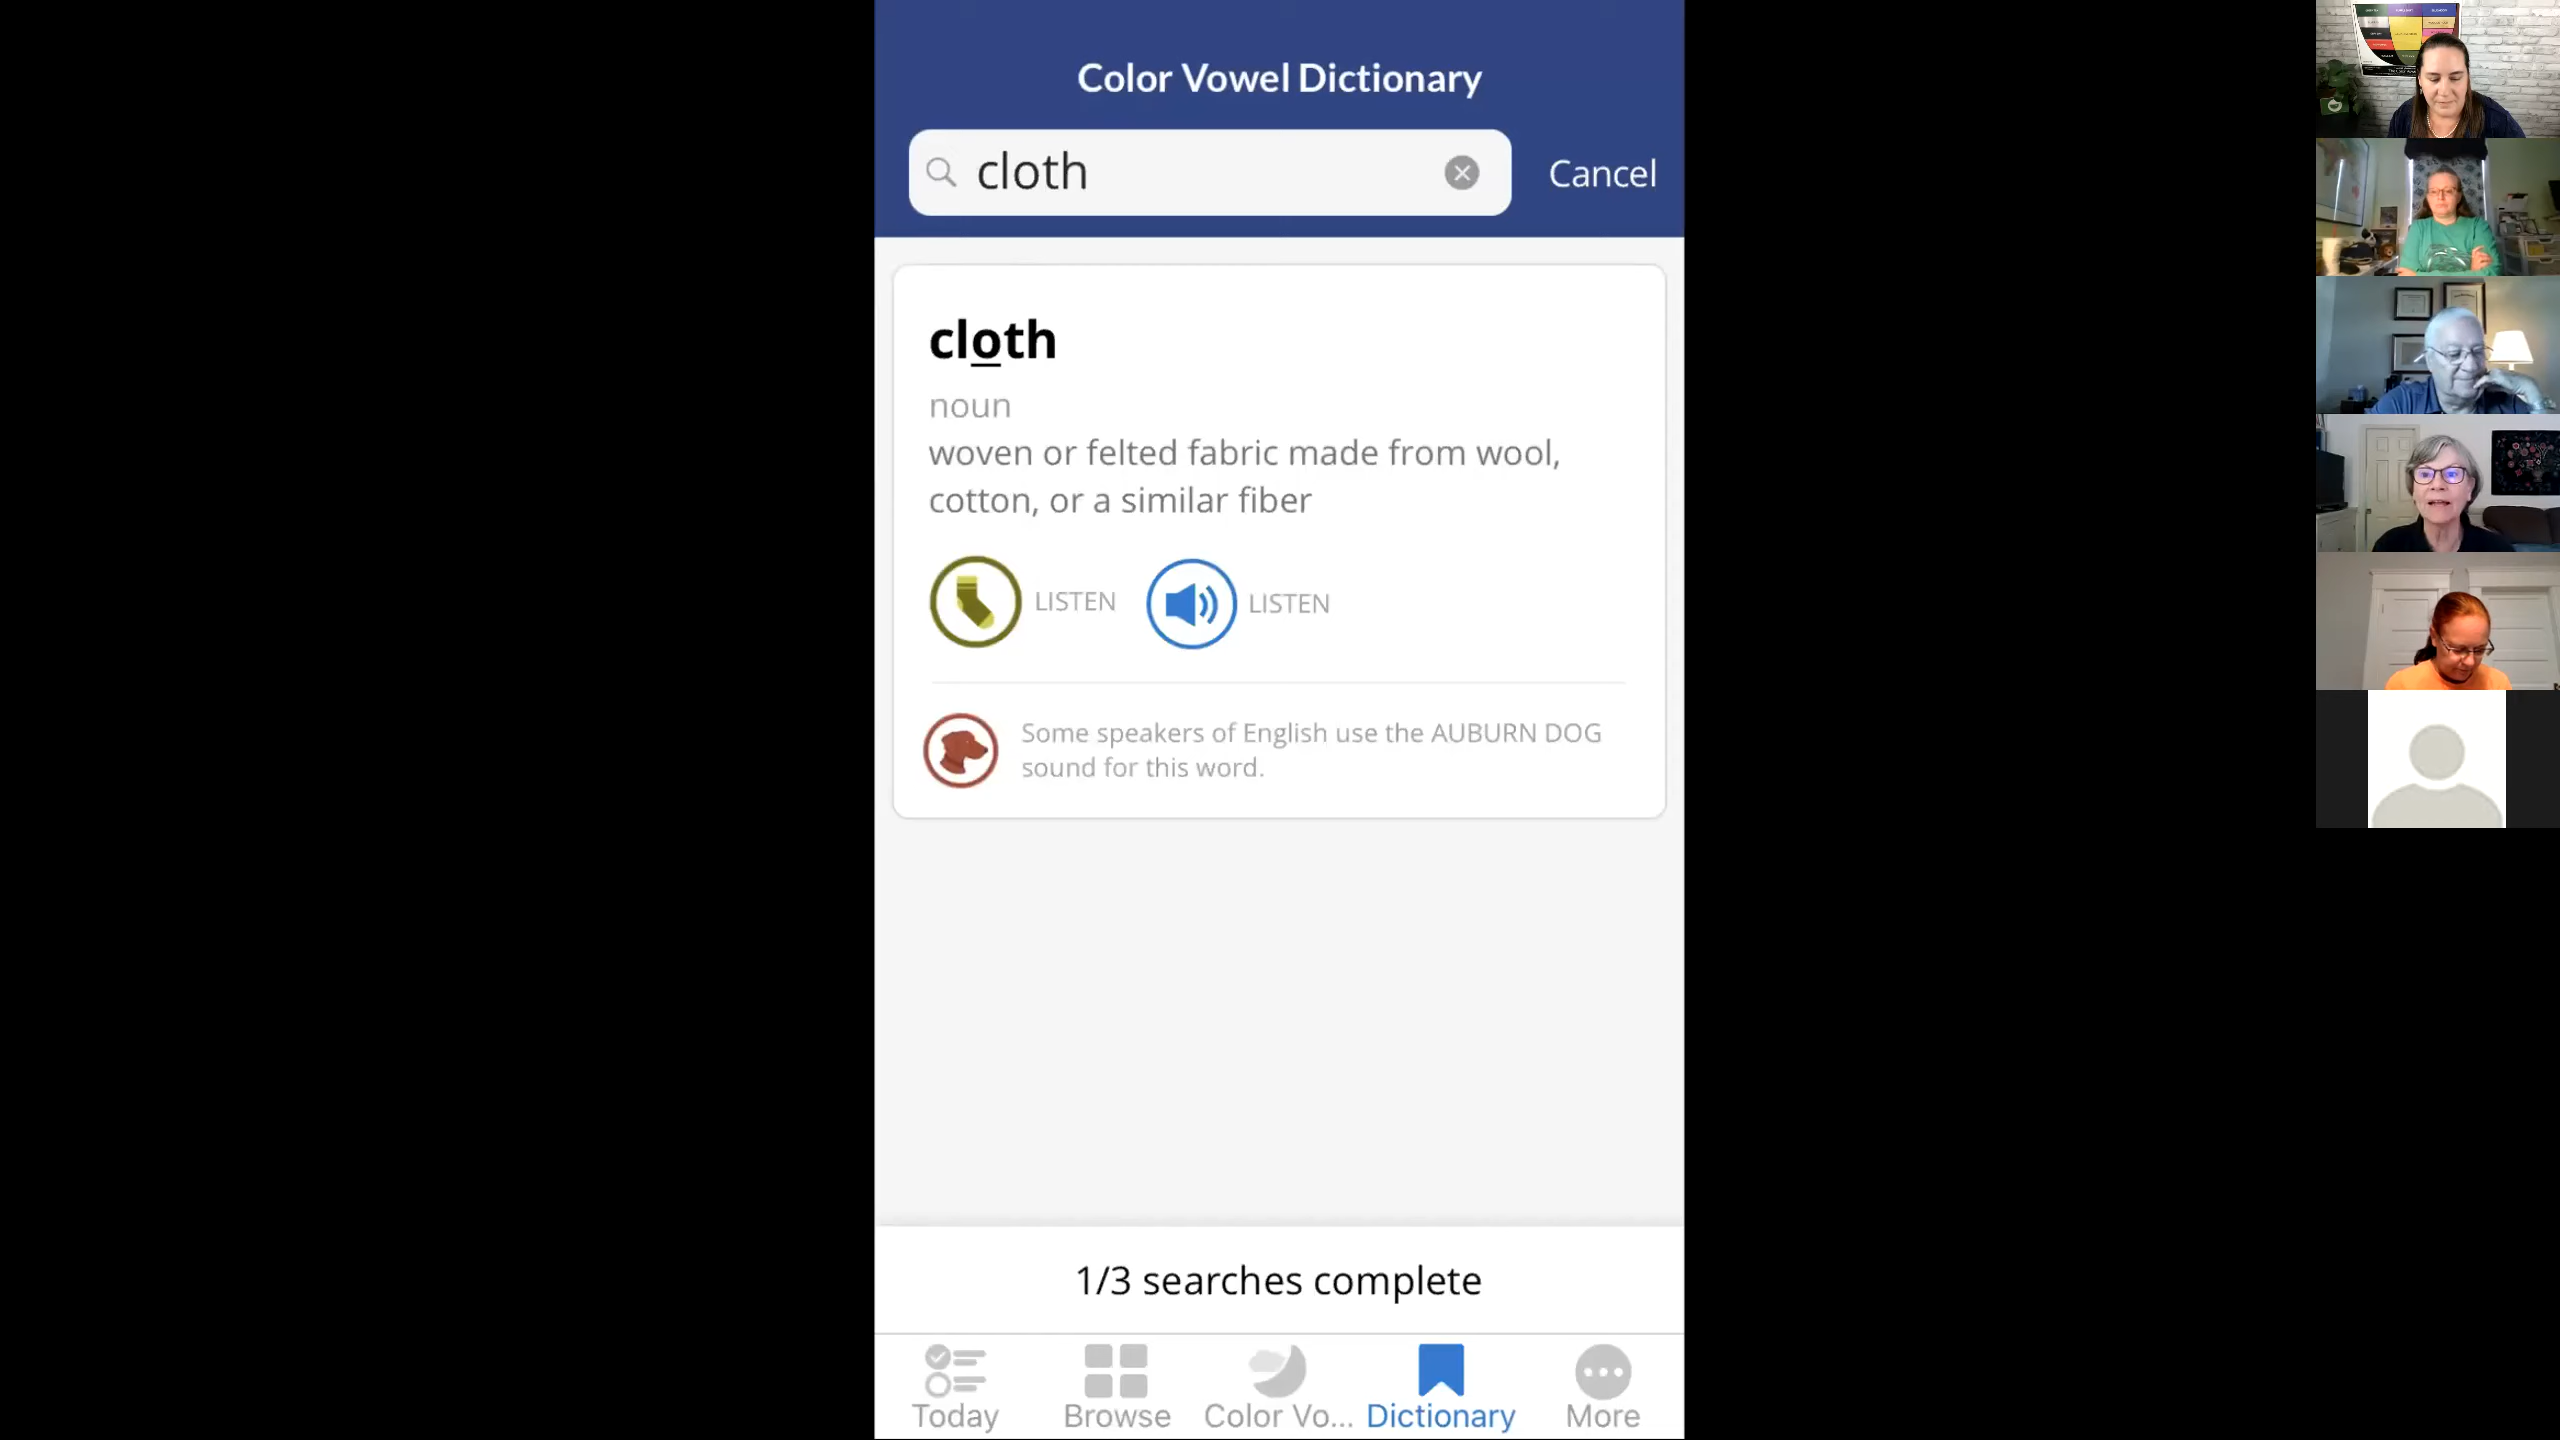 Color Vowel Dictionary
cloth
Cancel
cloth
noun
woven or felted fabric made from wool,
cotton, or a similar fiber
LISTEN
LISTEN
Some speakers of English use the AUBURN DOG
sound for this word.
1/3 searches complete
Today
Browse
Color Vo...
Dictionary
More